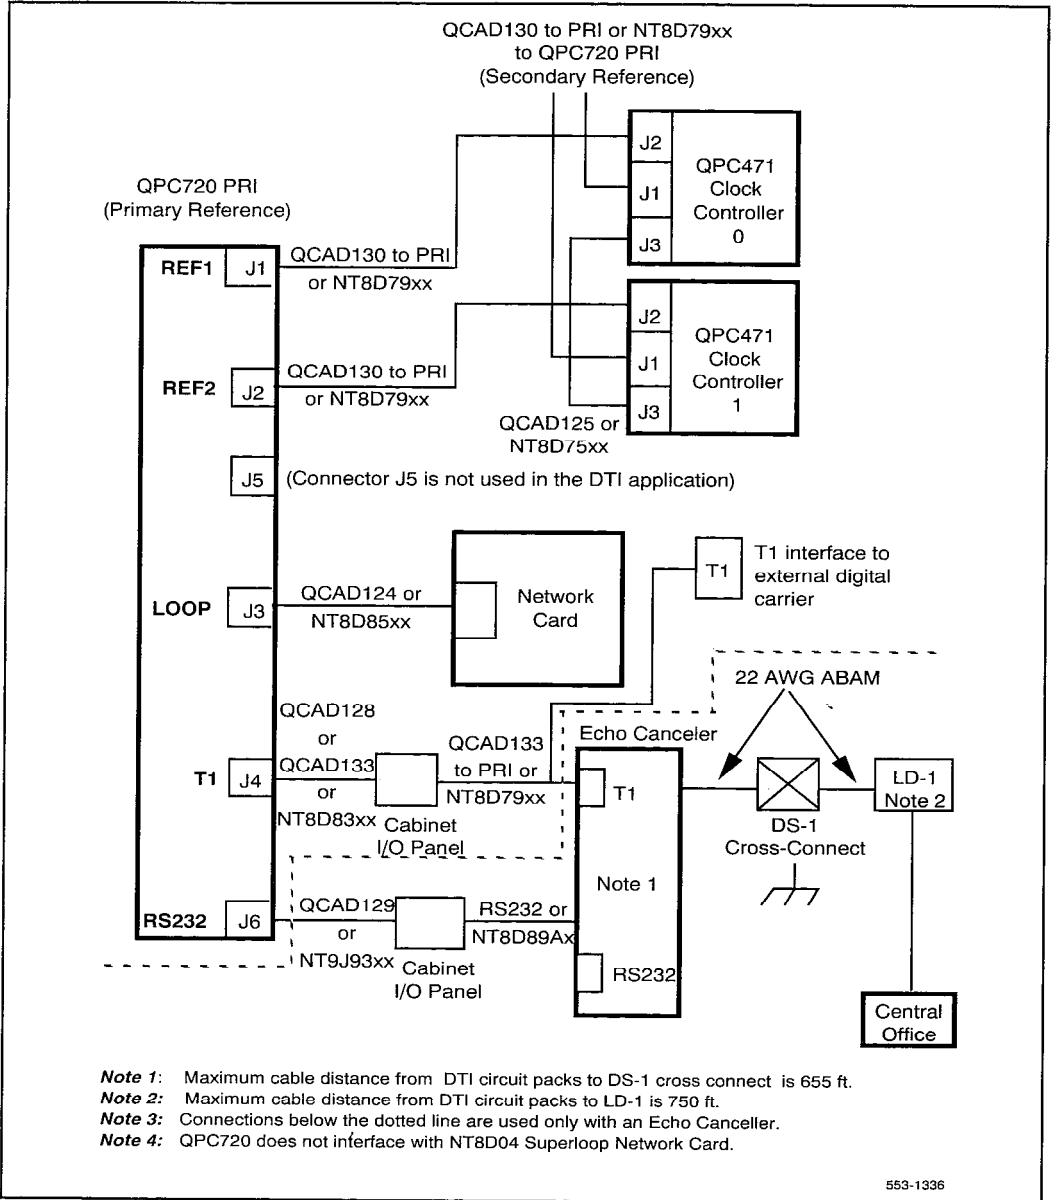 QCAD130 to PRI or NT8D79xx
to QPC720 PRI
(Secondary Reference)
J2
J1
J3
QPC471
Clock
Controller
0
QPC720 PRI
(Primary Reference)
REF1 J1
QCAD130 to PRI
or NT8D79xx
J2
J1
J3
QPC471
Clock
Controller
1
REF2 J2
QCAD130 to PRI
or NT8D79xx
QCAD125 or
NT8D75xx
J5 (Connector J5 is not used in the DTI application)
LOOP J3
QCAD124 or
NT8D85xx
Network
Card
T1
T1 interface to
external digital
carrier
22 AWG ABAM
QCAD128
or
QCAD133
or
NT8D83xx
T1 J4
Cabinet
I/O Panel
QCAD133
to PRI or
NT8D79xx
Echo Canceler
T1
Note 1
RS232
DS-1
Cross-Connect
LD-1
Note 2
RS232 J6
QCAD129
or
NT9J93xx
Cabinet
I/O Panel
RS232 or
NT8D89Ax
Central
Office
Note 1: Maximum cable distance from DTI circuit packs to DS-1 cross connect is 655 ft.
Note 2: Maximum cable distance from DTI circuit packs to LD-1 is 750 ft.
Note 3: Connections below the dotted line are used only with an Echo Canceller.
Note 4: QPC720 does not interface with NT8D04 Superloop Network Card.
553-1336